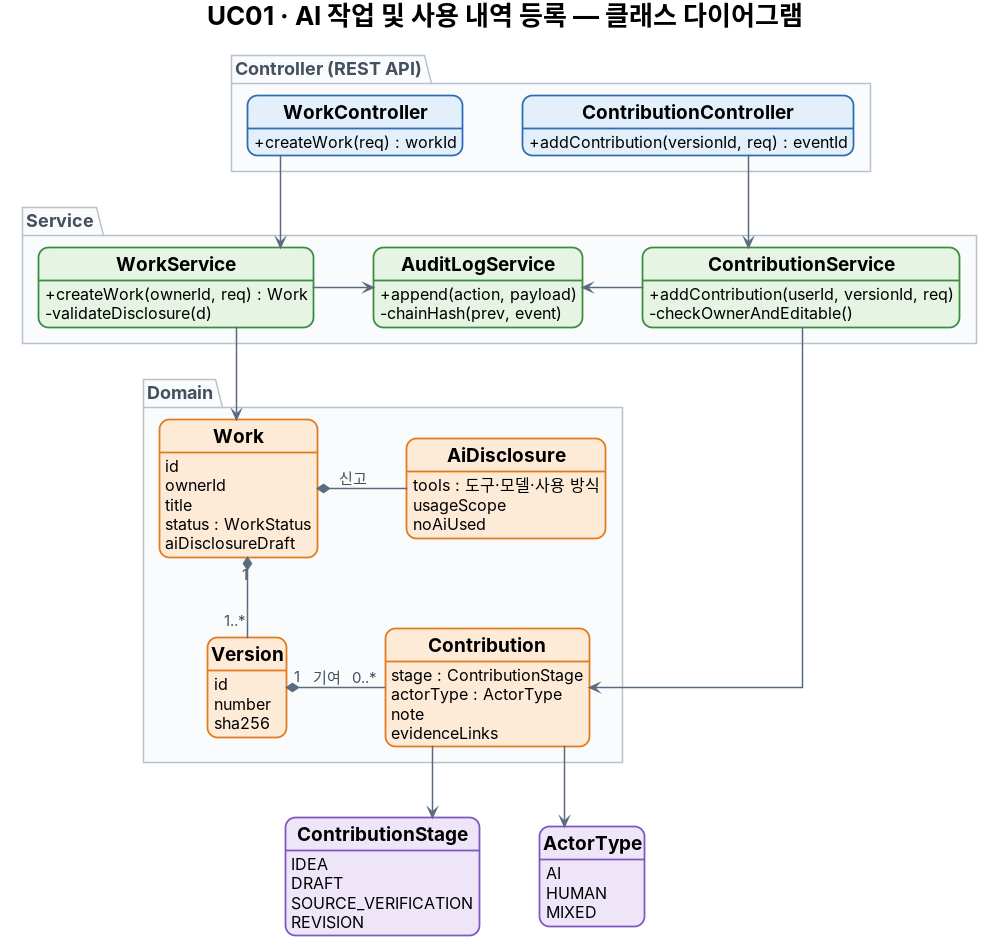 UC01 · AI 작업 및 사용 내역 등록 — 클래스 다이어그램
Controller (REST API)
WorkController
+createWork(req) : workId
ContributionController
+addContribution(versionId, req) : eventId
Service
WorkService
+createWork(ownerId, req) : Work
-validateDisclosure(d)
AuditLogService
+append(action, payload)
-chainHash(prev, event)
ContributionService
+addContribution(userId, versionId, req)
-checkOwnerAndEditable()
Domain
Work
id
ownerId
title
status : WorkStatus
aiDisclosureDraft
신고
AiDisclosure
tools : 도구·모델·사용 방식
usageScope
noAiUsed
1
1..*
Version
id
number
sha256
1 기여 0..*
Contribution
stage : ContributionStage
actorType : ActorType
note
evidenceLinks
ContributionStage
IDEA
DRAFT
SOURCE_VERIFICATION
REVISION
ActorType
AI
HUMAN
MIXED